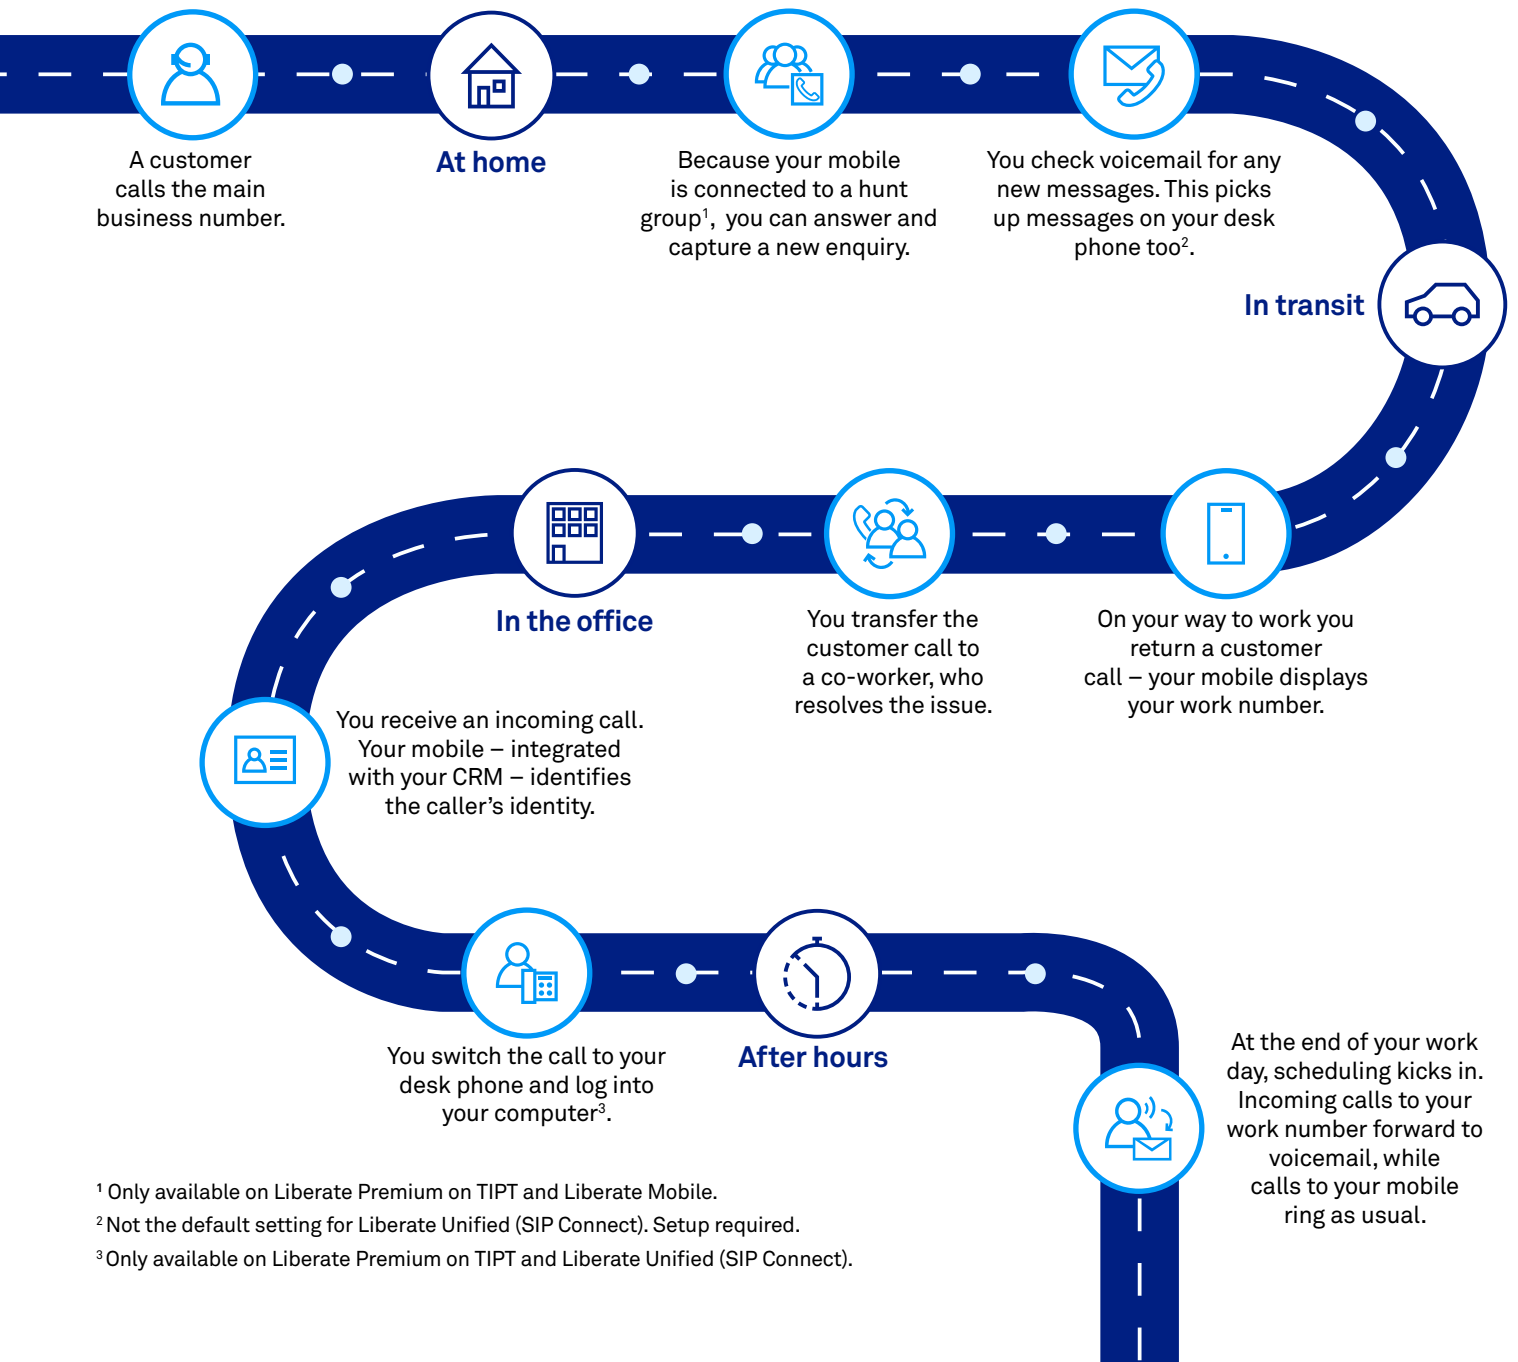 A customer
calls the main
business number.
At home
Because your mobile
is connected to a hunt
group¹, you can answer and
capture a new enquiry.
You check voicemail for any
new messages. This picks
up messages on your desk
phone too².
In transit
On your way to work you
return a customer
call – your mobile displays
your work number.
You transfer the
customer call to
a co-worker, who
resolves the issue.
In the office
You receive an incoming call.
Your mobile – integrated
with your CRM – identifies
the caller’s identity.
You switch the call to your
desk phone and log into
your computer³.
After hours
At the end of your work
day, scheduling kicks in.
Incoming calls to your
work number forward to
voicemail, while
calls to your mobile
ring as usual.
¹ Only available on Liberate Premium on TIPT and Liberate Mobile.
² Not the default setting for Liberate Unified (SIP Connect). Setup required.
³ Only available on Liberate Premium on TIPT and Liberate Unified (SIP Connect).